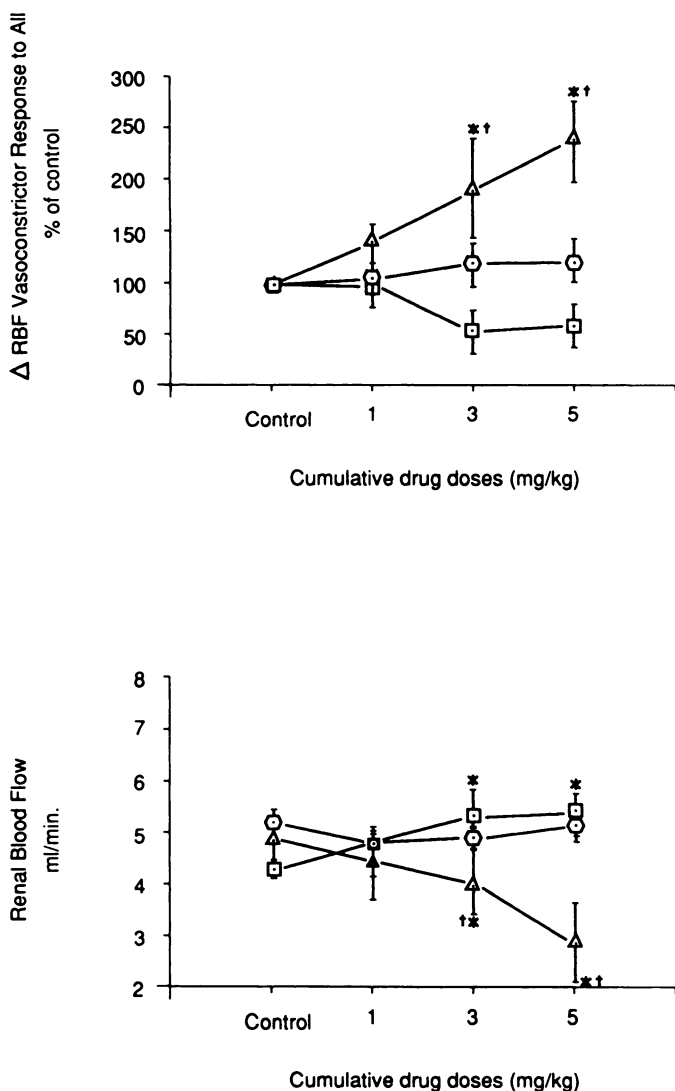 Δ RBF Vasoconstrictor Response to All
% of control
300
250
200
150
100
50
0
* †
* †
Control 1 3 5
Cumulative drug doses (mg/kg)
Renal Blood Flow
ml/min.
8
7
6
5
4
3
2
*
*
† *
* †
Control 1 3 5
Cumulative drug doses (mg/kg)